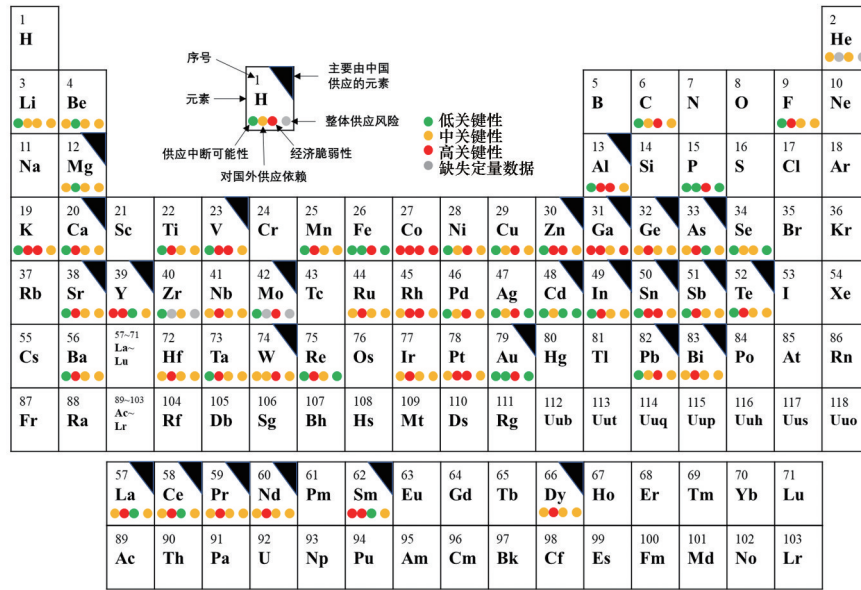 1 2
H He
序号
1
H
元素
主要由中国
供应的元素
整体供应风险
供应中断可能性
经济脆弱性
对国外供应依赖
低关键性
中关键性
高关键性
缺失定量数据
3 4 5 6 7 8 9 10
Li Be B C N O F Ne
11 12 13 14 15 16 17 18
Na Mg Al Si P S Cl Ar
19 20 21 22 23 24 25 26 27 28 29 30 31 32 33 34 35 36
K Ca Sc Ti V Cr Mn Fe Co Ni Cu Zn Ga Ge As Se Br Kr
37 38 39 40 41 42 43 44 45 46 47 48 49 50 51 52 53 54
Rb Sr Y Zr Nb Mo Tc Ru Rh Pd Ag Cd In Sn Sb Te I Xe
55 56 57~71 72 73 74 75 76 77 78 79 80 81 82 83 84 85 86
Cs Ba La~ Hf Ta W Re Os Ir Pt Au Hg Tl Pb Bi Po At Rn
Lu
87 88 89~103 104 105 106 107 108 109 110 111 112 113 114 115 116 117 118
Fr Ra Ac~ Rf Db Sg Bh Hs Mt Ds Rg Uub Uut Uuq Uup Uuh Uus Uuo
Lr
57 58 59 60 61 62 63 64 65 66 67 68 69 70 71
La Ce Pr Nd Pm Sm Eu Gd Tb Dy Ho Er Tm Yb Lu
89 90 91 92 93 94 95 96 97 98 99 100 101 102 103
Ac Th Pa U Np Pu Am Cm Bk Cf Es Fm Md No Lr